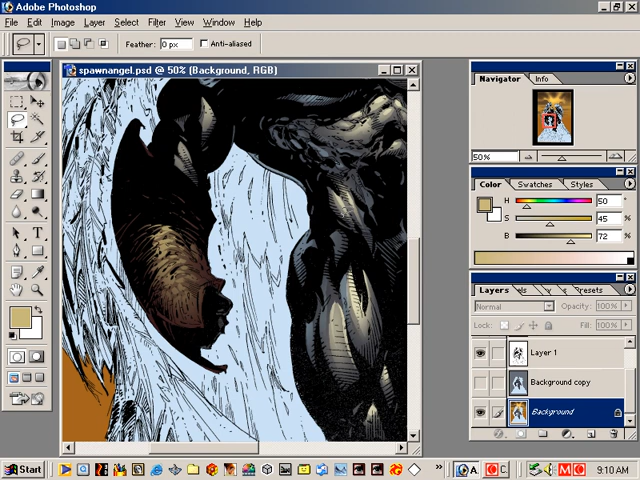 Adobe Photoshop
File Edit Image Layer Select Filter View Window Help
Feather: 0 px Anti-aliased
spawnangel.psd @ 50% (Background, RGB)
Navigator Info
50%
Color Swatches Styles
H 50 °
S 45 %
B 72 %
Layers resets
Normal Opacity: 100%
Lock: Fill: 100%
Layer 1
Background copy
Background
T
Start » A. C. M C 9:10 AM